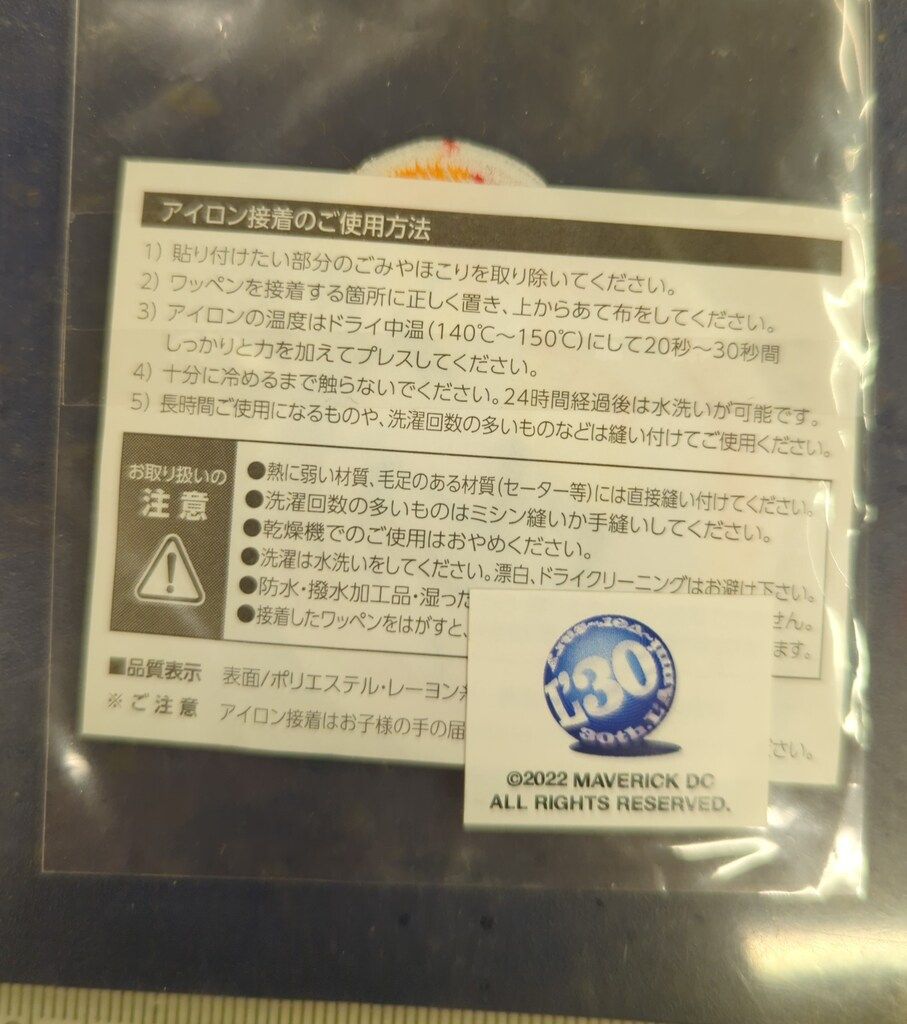 アイロン接着のご使用方法
1) 貼り付けたい部分のごみやほこりを取り除いてください。
2) ワッペンを接着する箇所に正しく置き、上からあて布をしてください。
3) アイロンの温度はドライ中温(140℃～150℃)にして20秒～30秒間
しっかりと力を加えてプレスしてください。
4) 十分に冷めるまで触らないでください。24時間経過後は水洗いが可能です。
5) 長時間ご使用になるものや、洗濯回数の多いものなどは縫い付けてご使用ください。
お取り扱いの
注意
●熱に弱い材質、毛足のある材質(セーター等)には直接縫い付けてください。
●洗濯回数の多いものはミシン縫いか手縫いしてください。
●乾燥機でのご使用はおやめください。
●洗濯は水洗いをしてください。漂白、ドライクリーニングはお避け下さい。
●防水・撥水加工品・湿った
せん。
●接着したワッペンをはがすと、
ます。
■品質表示 表面/ポリエステル・レーヨン
※ご注意 アイロン接着はお子様の手の届
ださい。
L'30
30th L'Anniv
©2022 MAVERICK DC
ALL RIGHTS RESERVED.